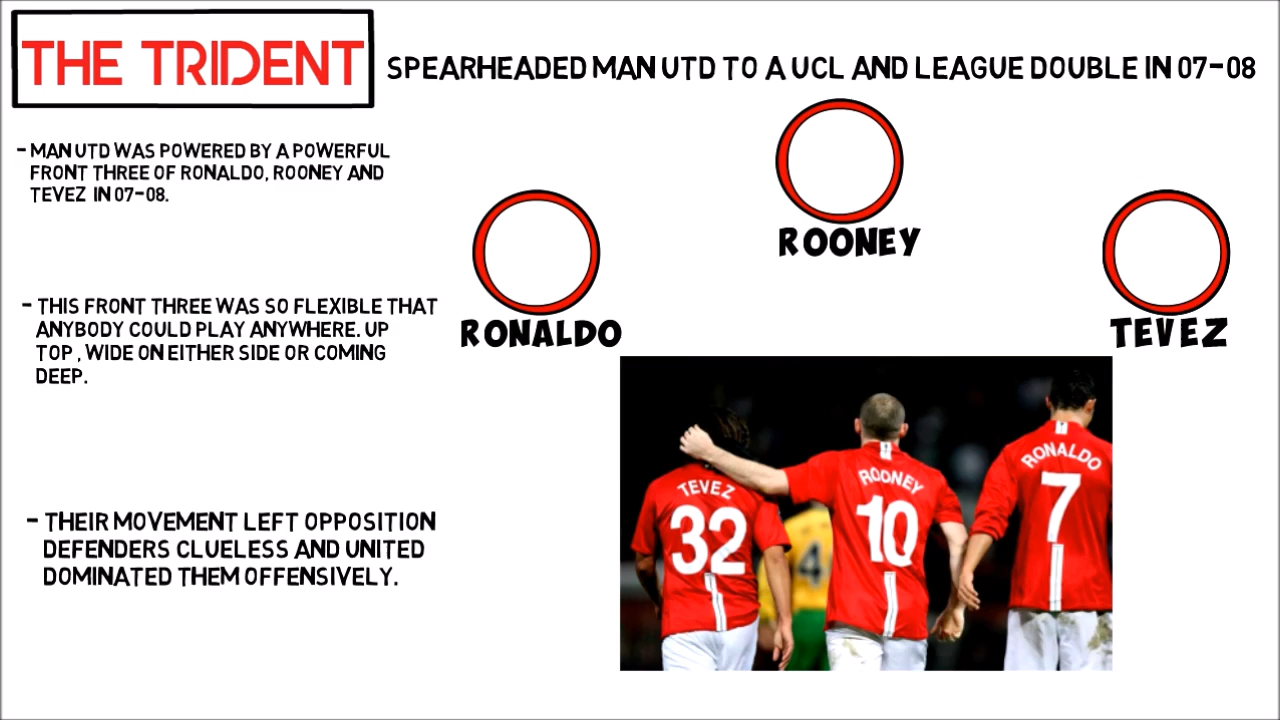 THE TRIDENT
SPEARHEADED MAN UTD TO A UCL AND LEAGUE DOUBLE IN 07-08
- MAN UTD WAS POWERED BY A POWERFUL
FRONT THREE OF RONALDO, ROONEY AND
TEVEZ IN 07-08.
ROONEY
RONALDO
TEVEZ
- THIS FRONT THREE WAS SO FLEXIBLE THAT
ANYBODY COULD PLAY ANYWHERE. UP
TOP , WIDE ON EITHER SIDE OR COMING
DEEP.
- THEIR MOVEMENT LEFT OPPOSITION
DEFENDERS CLUELESS AND UNITED
DOMINATED THEM OFFENSIVELY.
TEVEZ
32
4
ROONEY
10
RONALDO
7